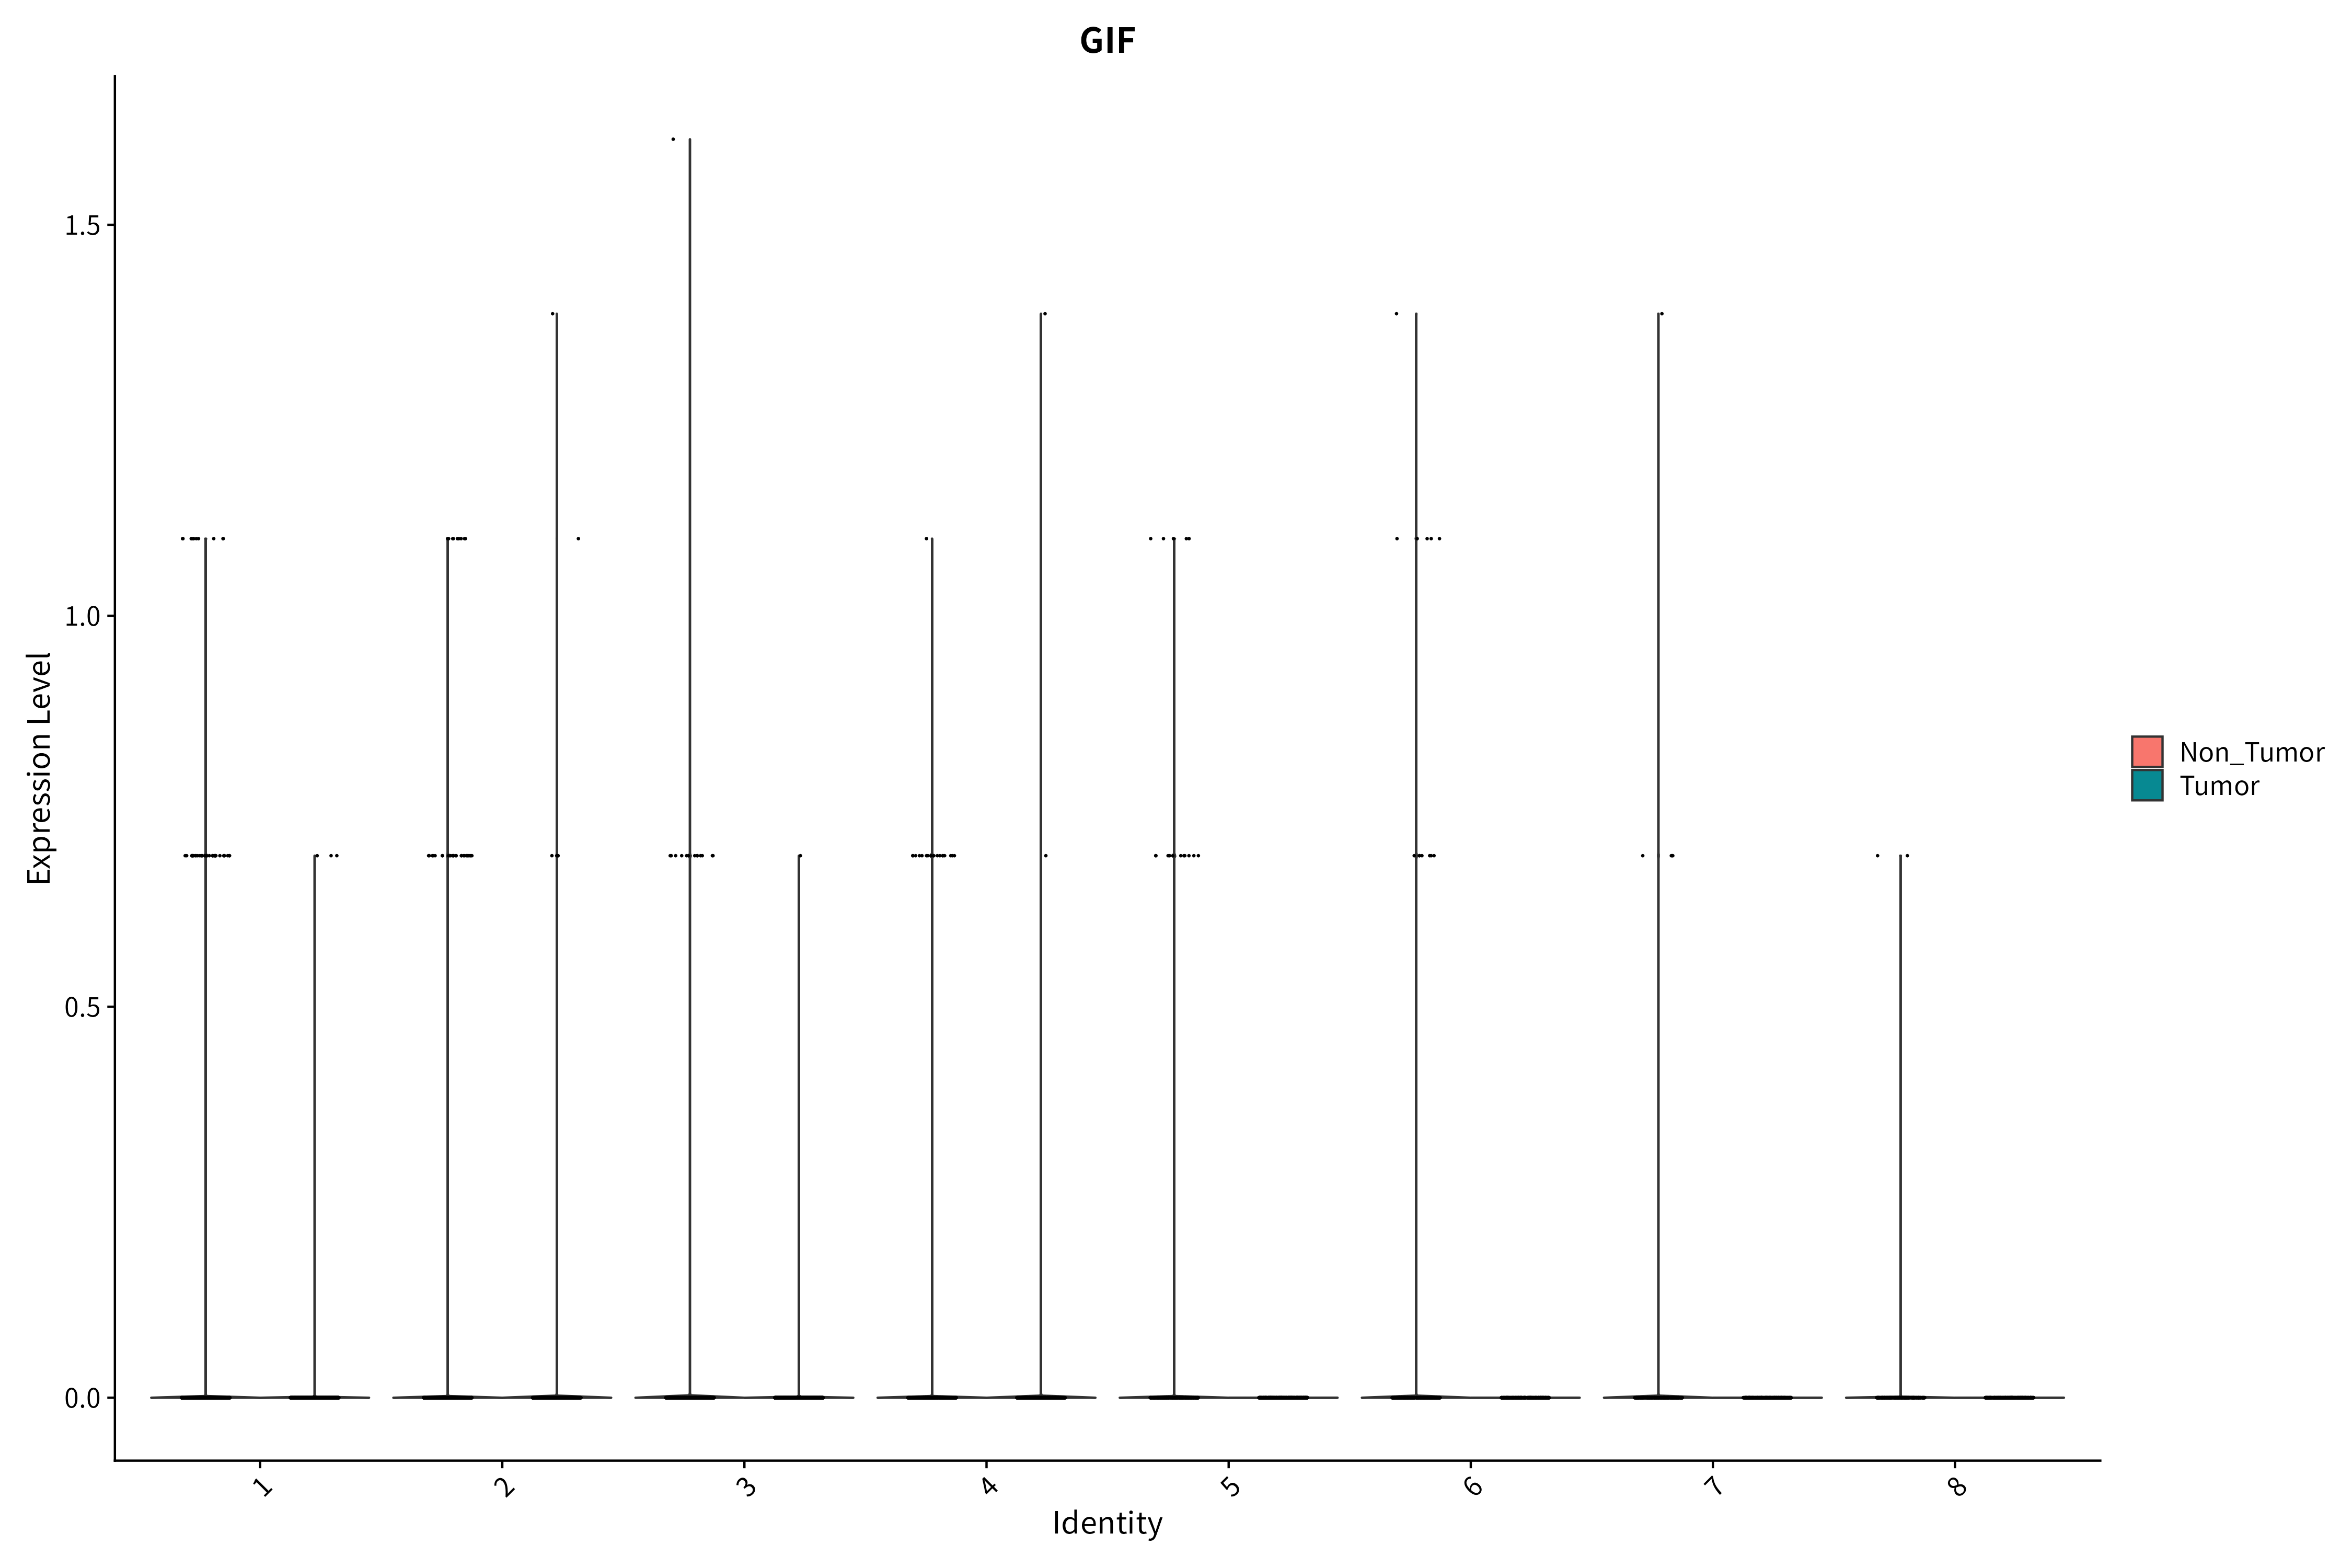 GIF
Expression Level
1.5
1.0
0.5
0.0
1 2 3 4 5 6 7 8
Identity
Non_Tumor
Tumor